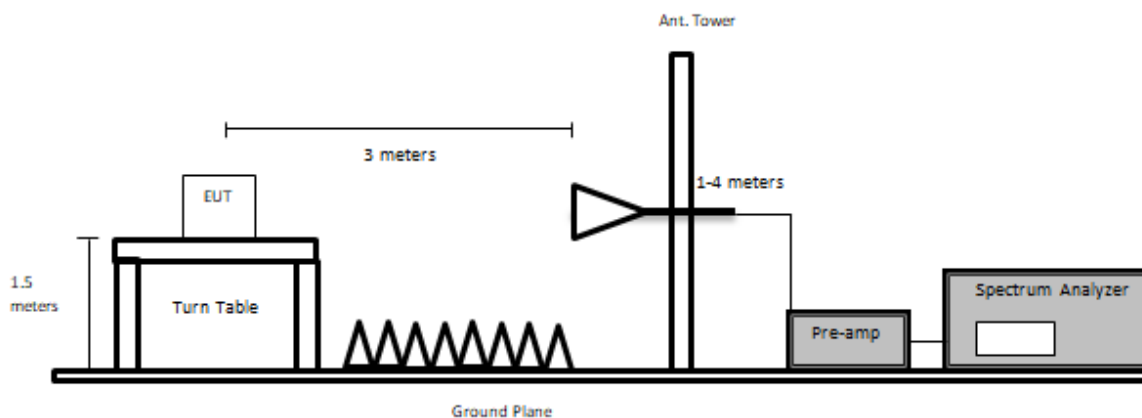 Ant. Tower
3 meters
1-4 meters
EUT
1.5
meters
Turn Table
Spectrum Analyzer
Pre-amp
Ground Plane